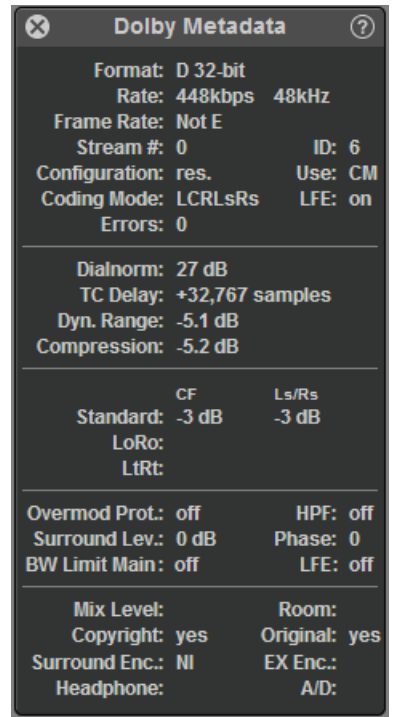 Dolby Metadata ?
Format: D 32-bit
Rate: 448kbps 48kHz
Frame Rate: Not E
Stream #: 0 ID: 6
Configuration: res. Use: CM
Coding Mode: LCRLsRs LFE: on
Errors: 0
Dialnorm: 27 dB
TC Delay: +32,767 samples
Dyn. Range: -5.1 dB
Compression: -5.2 dB
CF Ls/Rs
Standard: -3 dB -3 dB
LoRo:
LtRt:
Overmod Prot.: off HPF: off
Surround Lev.: 0 dB Phase: 0
BW Limit Main: off LFE: off
Mix Level: Room:
Copyright: yes Original: yes
Surround Enc.: NI EX Enc.:
Headphone: A/D: